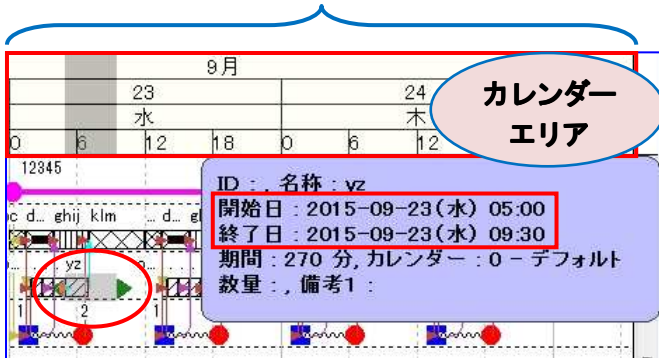 9月
23 24
水 木
0 6 12 18 0 6 12
カレンダー
エリア
12345
ID：, 名称：yz
開始日：2015-09-23(水) 05:00
終了日：2015-09-23(水) 09:30
期間：270 分, カレンダー：0 - デフォルト
数量：, 備考1：
c d… ghij klm … d…
yz
1 2